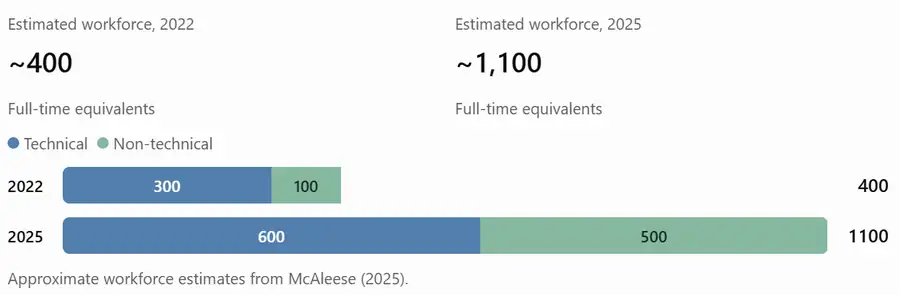 Estimated workforce, 2022
Estimated workforce, 2025
~400
~1,100
Full-time equivalents
Full-time equivalents
Technical Non-technical
2022 300 100 400
2025 600 500 1100
Approximate workforce estimates from McAleese (2025).